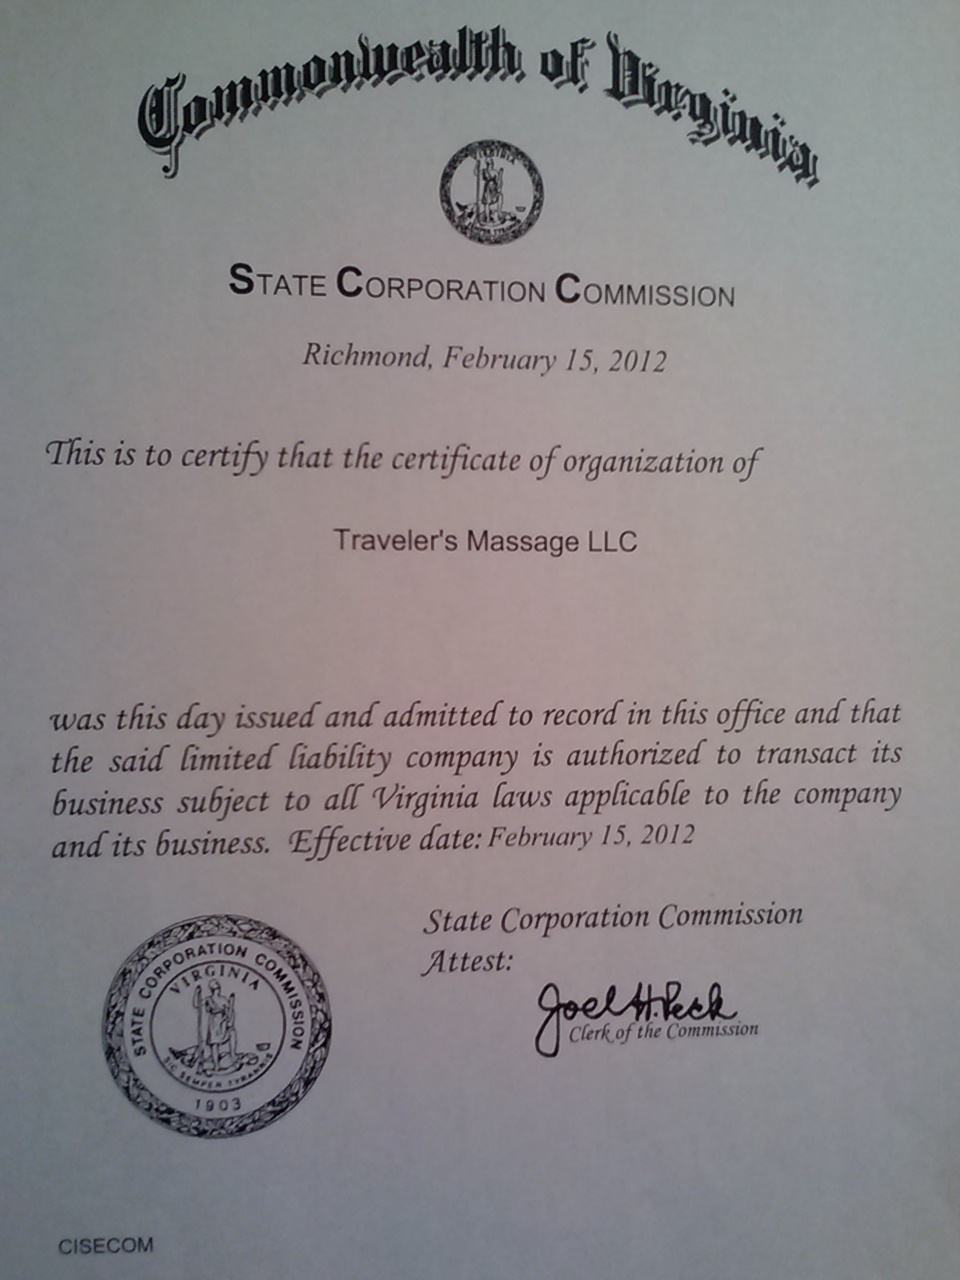 Commonwealth of Virginia
VIRGINIA
STATE CORPORATION COMMISSION
Richmond, February 15, 2012
This is to certify that the certificate of organization of
Traveler's Massage LLC
was this day issued and admitted to record in this office and that
the said limited liability company is authorized to transact its
business subject to all Virginia laws applicable to the company
and its business. Effective date: February 15, 2012
State Corporation Commission
Attest:
Joel H. Peck
Clerk of the Commission
STATE CORPORATION COMMISSION
VIRGINIA
SIC SEMPER TYRANNIS
1903
CISECOM